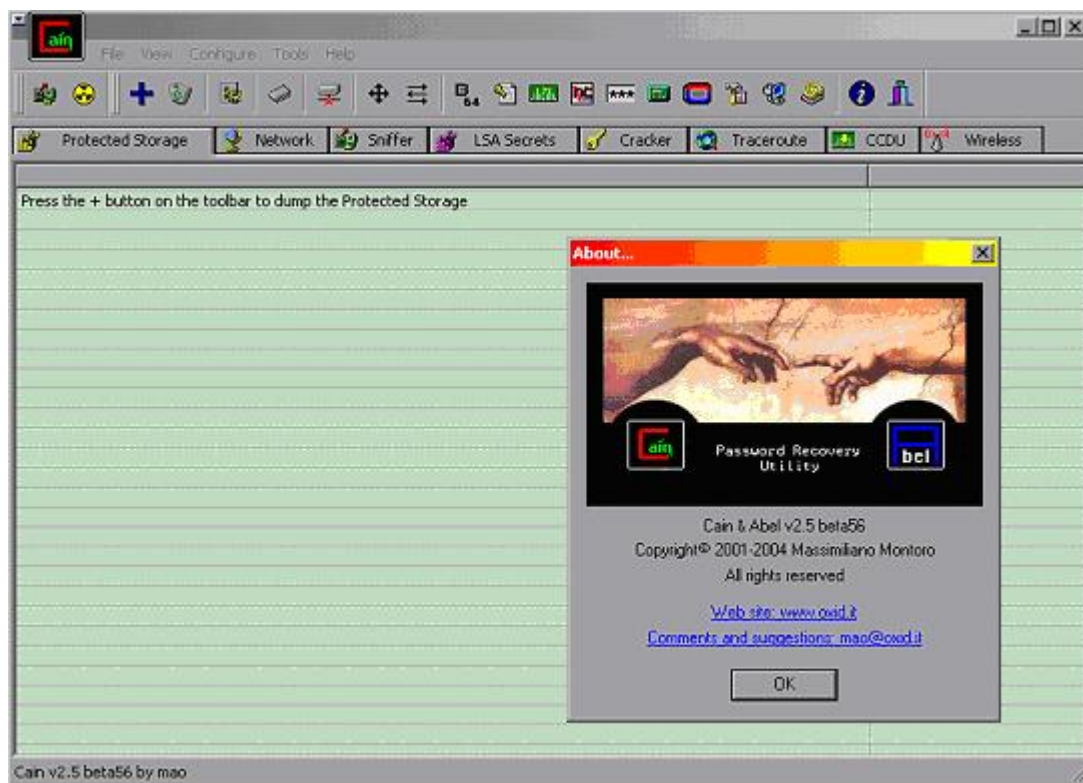 Cain
File View Configure Tools Help
B 64 ***
Protected Storage Network Sniffer LSA Secrets Cracker Traceroute CCDU Wireless
Press the + button on the toolbar to dump the Protected Storage
About...
Cain
Password Recovery
Utility
bel
Cain & Abel v2.5 beta56
Copyright© 2001-2004 Massimiliano Montoro
All rights reserved
Web site: www.oxid.it
Comments and suggestions: mao@oxid.it
OK
Cain v2.5 beta56 by mao